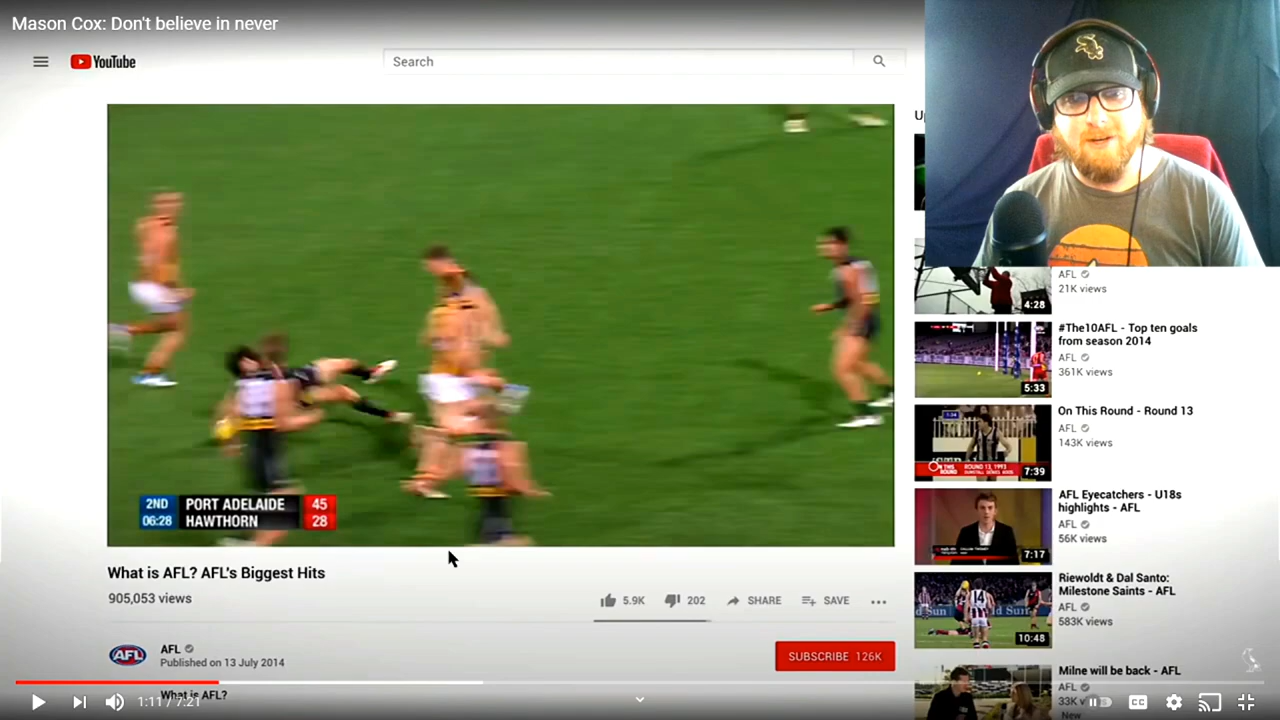 Mason Cox: Don't believe in never
YouTube
Search
2ND
PORT ADELAIDE
45
06:28
HAWTHORN
28
What is AFL? AFL's Biggest Hits
905,053 views
5.9K
202
SHARE
SAVE
AFL
AFL
Published on 13 July 2014
SUBSCRIBE 126K
What is AFL?
1:11 / 7:21
AFL
21K views
4:28
#The10AFL - Top ten goals
from season 2014
AFL
361K views
5:33
On This Round - Round 13
AFL
143K views
7:39
AFL Eyecatchers - U18s
highlights - AFL
AFL
56K views
7:17
Riewoldt & Dal Santo:
Milestone Saints - AFL
AFL
583K views
14
10:48
Milne will be back - AFL
AFL
33K
New
CC